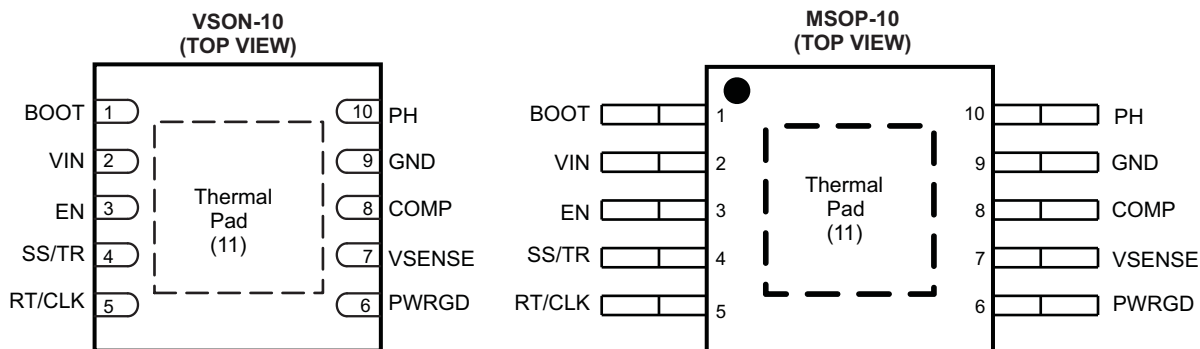 VSON-10
(TOP VIEW)
BOOT 1
VIN 2
EN 3
SS/TR 4
RT/CLK 5
Thermal
Pad
(11)
10 PH
9 GND
8 COMP
7 VSENSE
6 PWRGD
MSOP-10
(TOP VIEW)
BOOT 1
VIN 2
EN 3
SS/TR 4
RT/CLK 5
Thermal
Pad
(11)
10 PH
9 GND
8 COMP
7 VSENSE
6 PWRGD